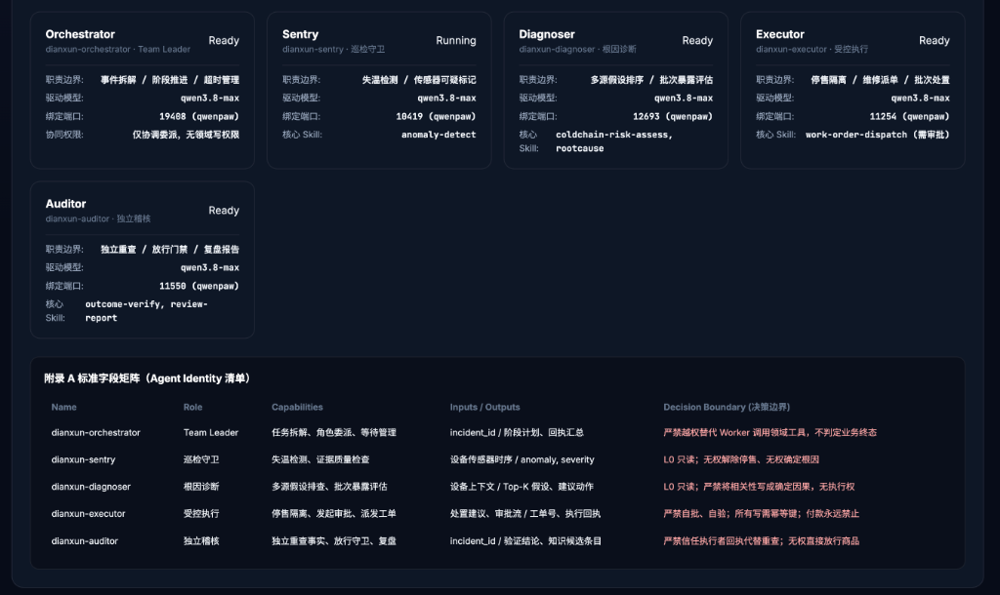 Orchestrator
dianxun-orchestrator · Team Leader
Ready
职责边界: 事件拆解 / 阶段推进 / 超时管理
驱动模型: qwen3.8-max
绑定端口: 19408 (qwenpaw)
协同权限: 仅协调委派，无领域写权限
Sentry
dianxun-sentry · 巡检守卫
Running
职责边界: 失温检测 / 传感器可疑标记
驱动模型: qwen3.8-max
绑定端口: 10419 (qwenpaw)
核心 Skill: anomaly-detect
Diagnoser
dianxun-diagnoser · 根因诊断
Ready
职责边界: 多源假设排序 / 批次暴露评估
驱动模型: qwen3.8-max
绑定端口: 12693 (qwenpaw)
核心 Skill: coldchain-risk-assess, rootcause
Executor
dianxun-executor · 受控执行
Ready
职责边界: 停售隔离 / 维修派单 / 批次处置
驱动模型: qwen3.8-max
绑定端口: 11254 (qwenpaw)
核心 Skill: work-order-dispatch (需审批)
Auditor
dianxun-auditor · 独立稽核
Ready
职责边界: 独立重查 / 放行门禁 / 复盘报告
驱动模型: qwen3.8-max
绑定端口: 11550 (qwenpaw)
核心 Skill: outcome-verify, review-report
附录 A 标准字段矩阵（Agent Identity 清单）
Name Role Capabilities Inputs / Outputs Decision Boundary (决策边界)
dianxun-orchestrator Team Leader 任务拆解、角色委派、等待管理 incident_id / 阶段计划、回执汇总 严禁越权替代 Worker 调用领域工具，不判定业务终态
dianxun-sentry 巡检守卫 失温检测、证据质量检查 设备传感器时序 / anomaly, severity L0 只读；无权解除停售、无权确定根因
dianxun-diagnoser 根因诊断 多源假设排查、批次暴露评估 设备上下文 / Top-K 假设、建议动作 L0 只读；严禁将相关性写成确定因果，无执行权
dianxun-executor 受控执行 停售隔离、发起审批、派发工单 处置建议、审批流 / 工单号、执行回执 严禁自批、自验；所有写需幂等键；付款永远禁止
dianxun-auditor 独立稽核 独立重查事实、放行守卫、复盘 incident_id / 验证结论、知识候选条目 严禁信任执行者回执代替重查；无权直接放行商品